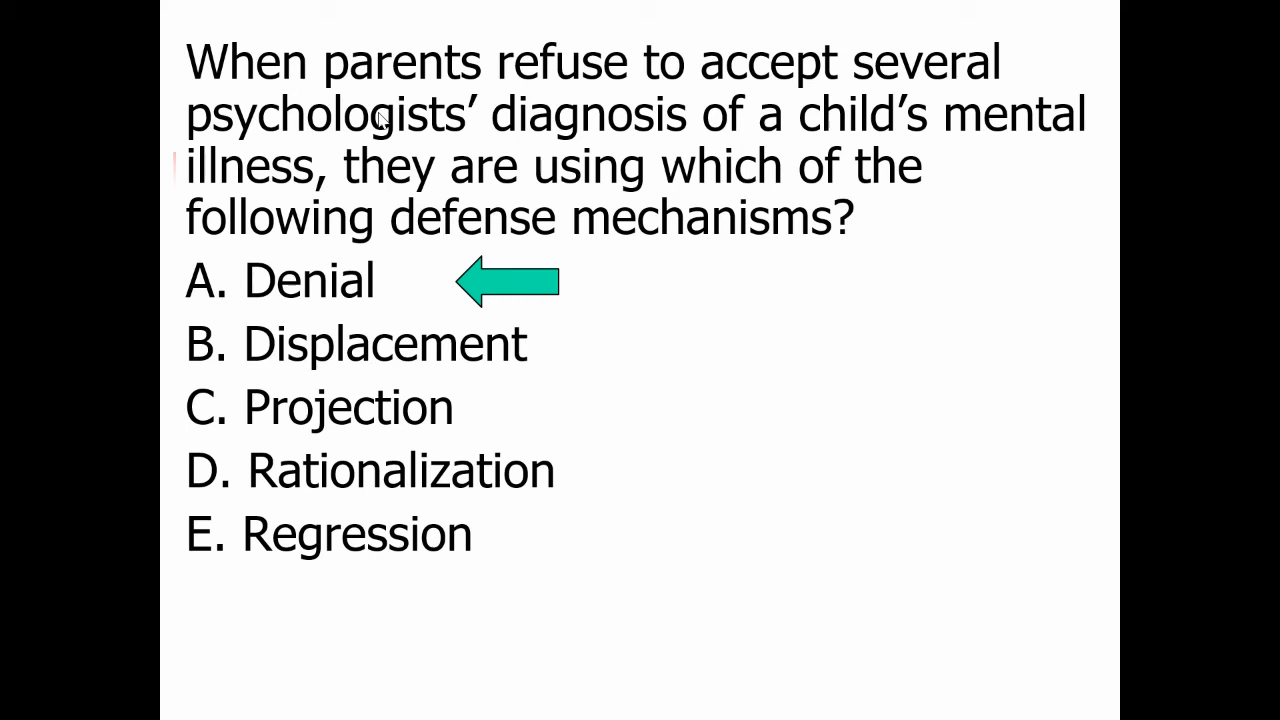 When parents refuse to accept several
psychologists’ diagnosis of a child’s mental
illness, they are using which of the
following defense mechanisms?
A. Denial
B. Displacement
C. Projection
D. Rationalization
E. Regression